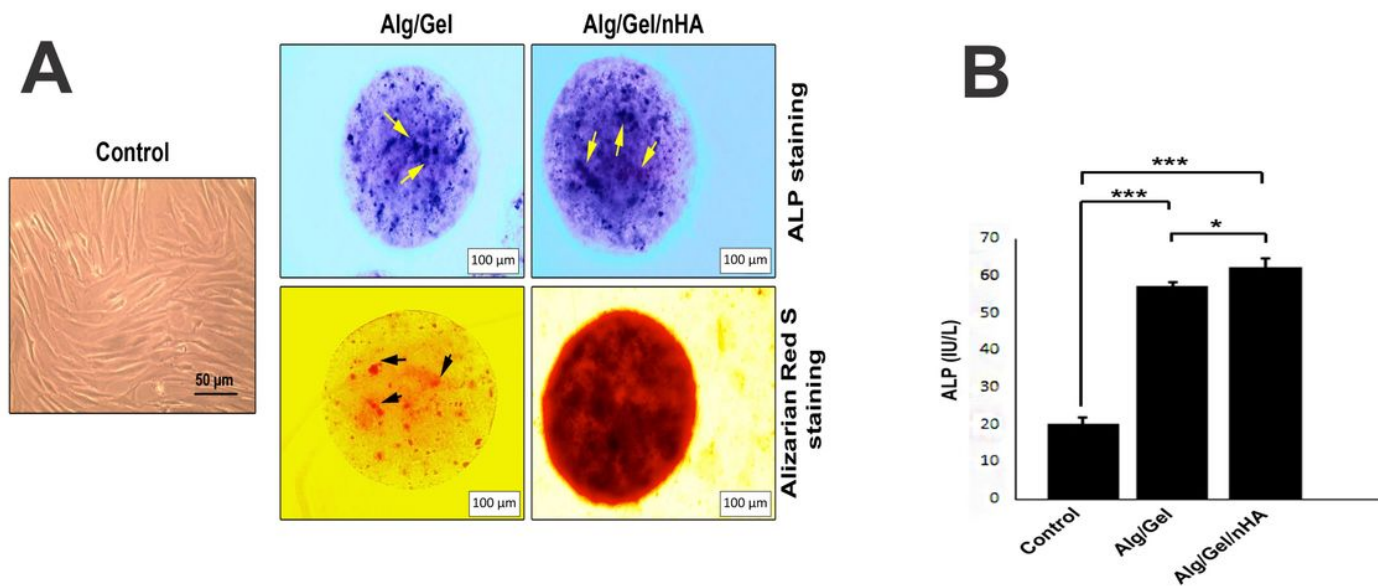 A
Control
50 µm
Alg/Gel
Alg/Gel/nHA
100 µm
100 µm
ALP staining
100 µm
100 µm
Alizarian Red S
staining
B
***
***
*
ALP (IU/L)
70
60
50
40
30
20
10
0
Control
Alg/Gel
Alg/Gel/nHA